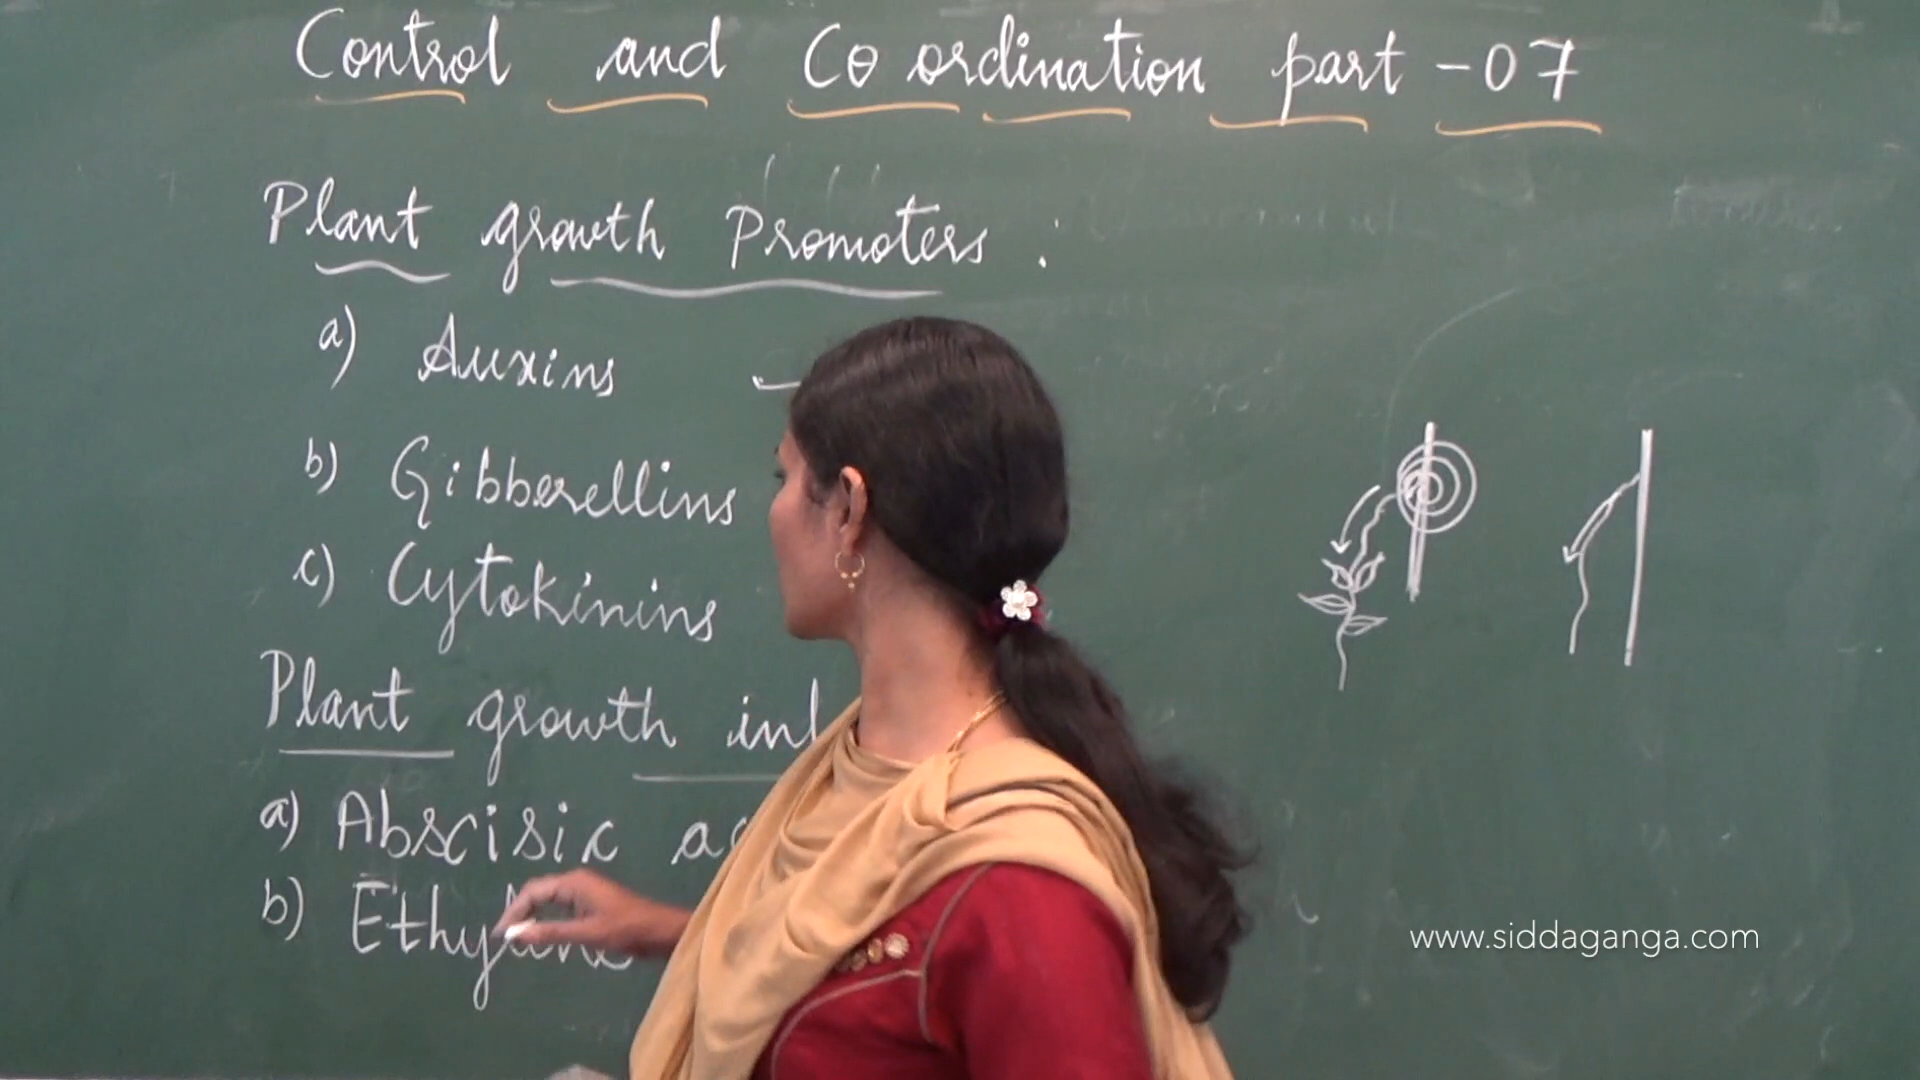 Control and Co ordination part - 07
Plant growth Promoters :
a) Auxins
b) Gibberellins
c) Cytokinins
Plant growth
a) Abscisic
b) Ethylene
www.siddaganga.com